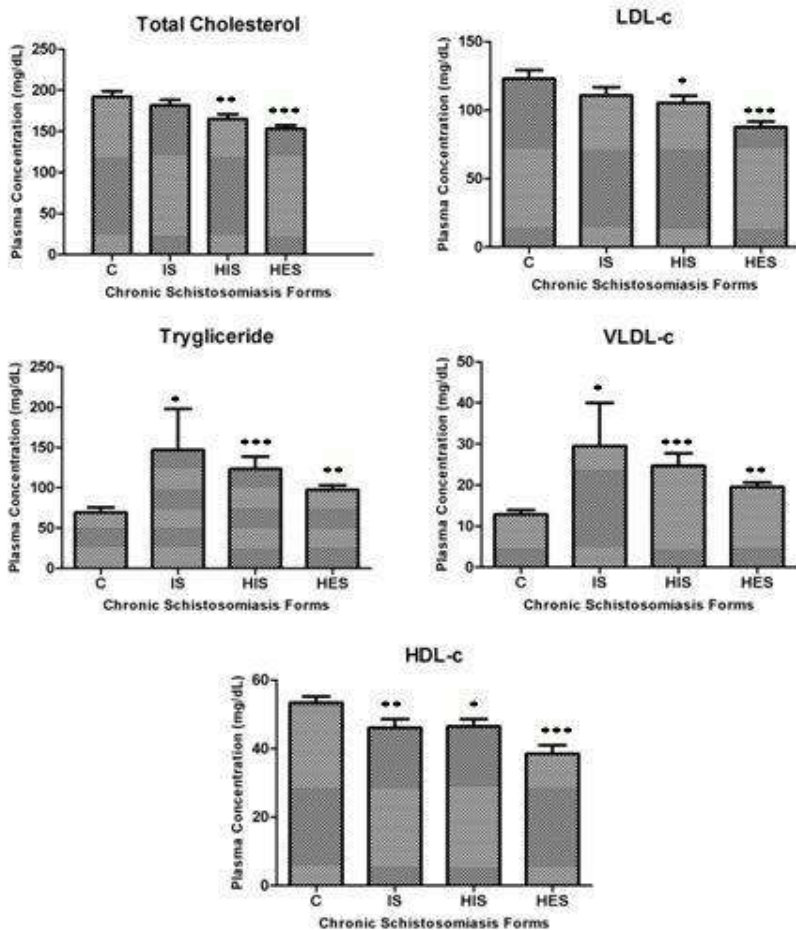 Total Cholesterol
Plasma Concentration (mg/dL)
250
200
150
100
50
0
C IS HIS HES
** ***
Chronic Schistosomiasis Forms
LDL-c
Plasma Concentration (mg/dL)
150
100
50
0
C IS HIS HES
* ***
Chronic Schistosomiasis Forms
Trygliceride
Plasma Concentration (mg/dL)
250
200
150
100
50
0
C IS HIS HES
* *** **
Chronic Schistosomiasis Forms
VLDL-c
Plasma Concentration (mg/dL)
50
40
30
20
10
0
C IS HIS HES
* *** **
Chronic Schistosomiasis Forms
HDL-c
Plasma Concentration (mg/dL)
60
40
20
0
C IS HIS HES
** * ***
Chronic Schistosomiasis Forms